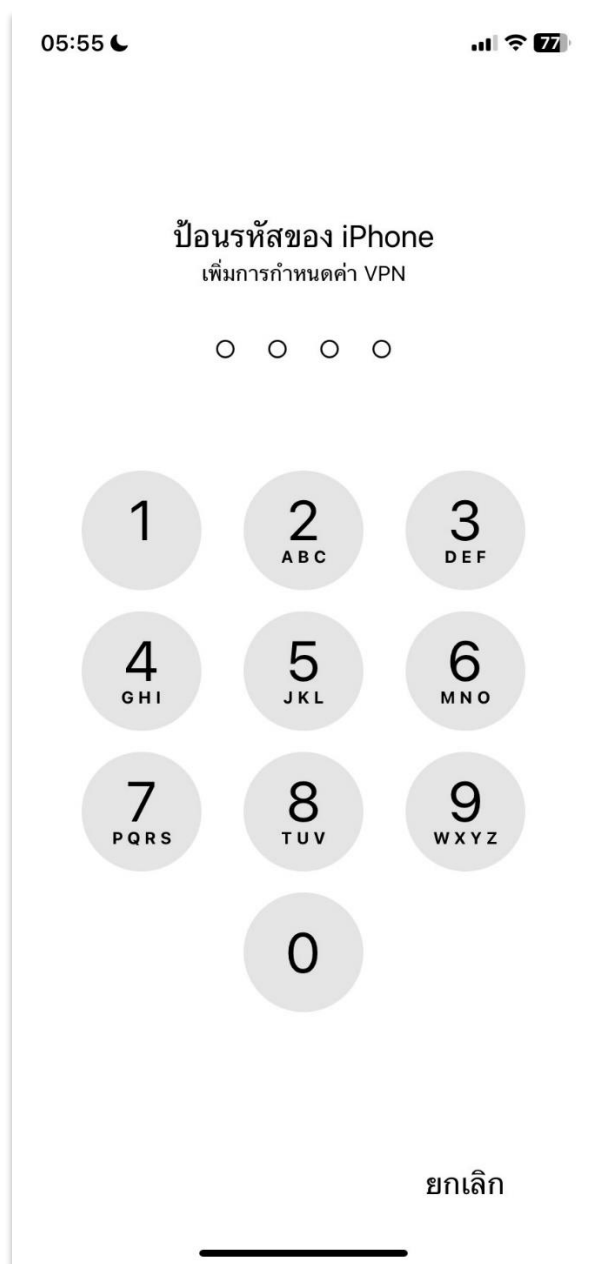 05:55
77
ป้อนรหัสของ iPhone
เพิ่มการกำหนดค่า VPN
1 2 3
ABC DEF
4 5 6
GHI JKL MNO
7 8 9
PQRS TUV WXYZ
0
ยกเลิก